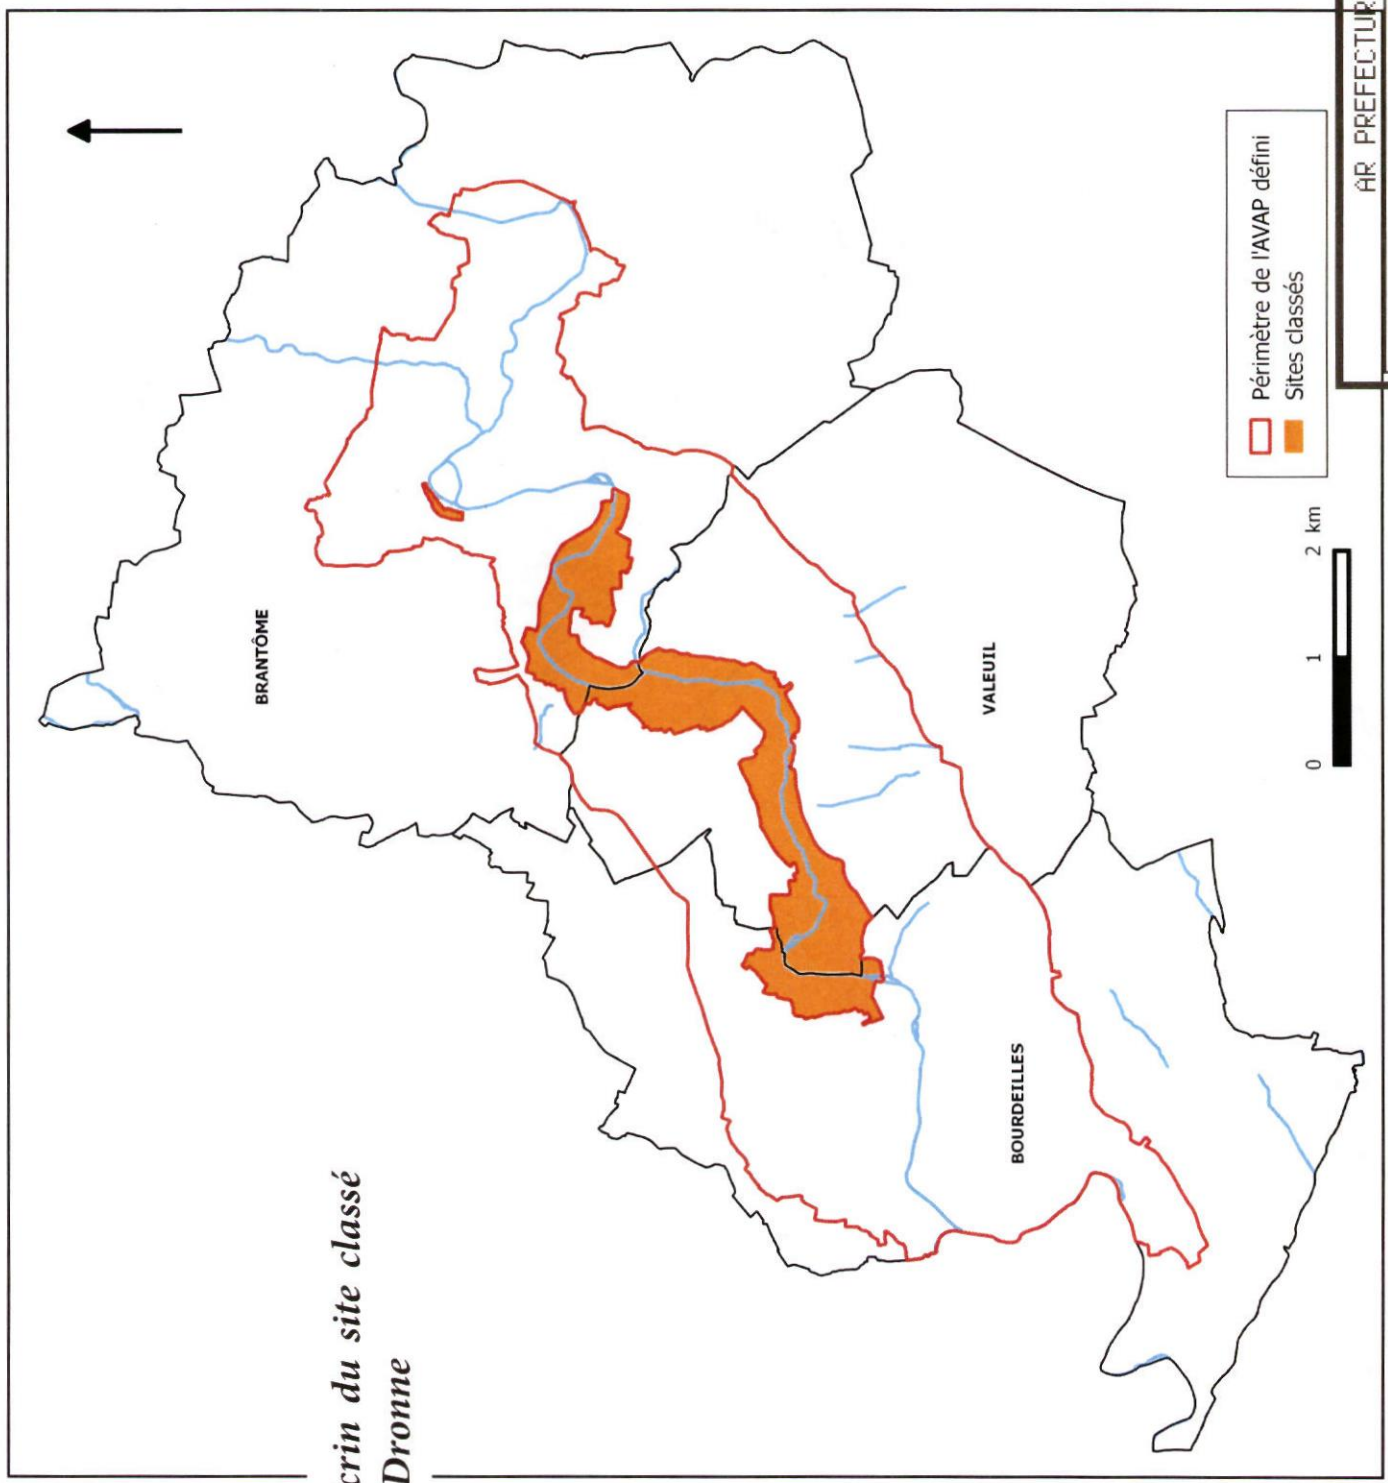 crin du site classé
Dronne
BRANTÔME
VALEUIL
BOURDEILLES
Périmètre de l'AVAP défini
Sites classés
0 1 2 km
AR PREFECTUR